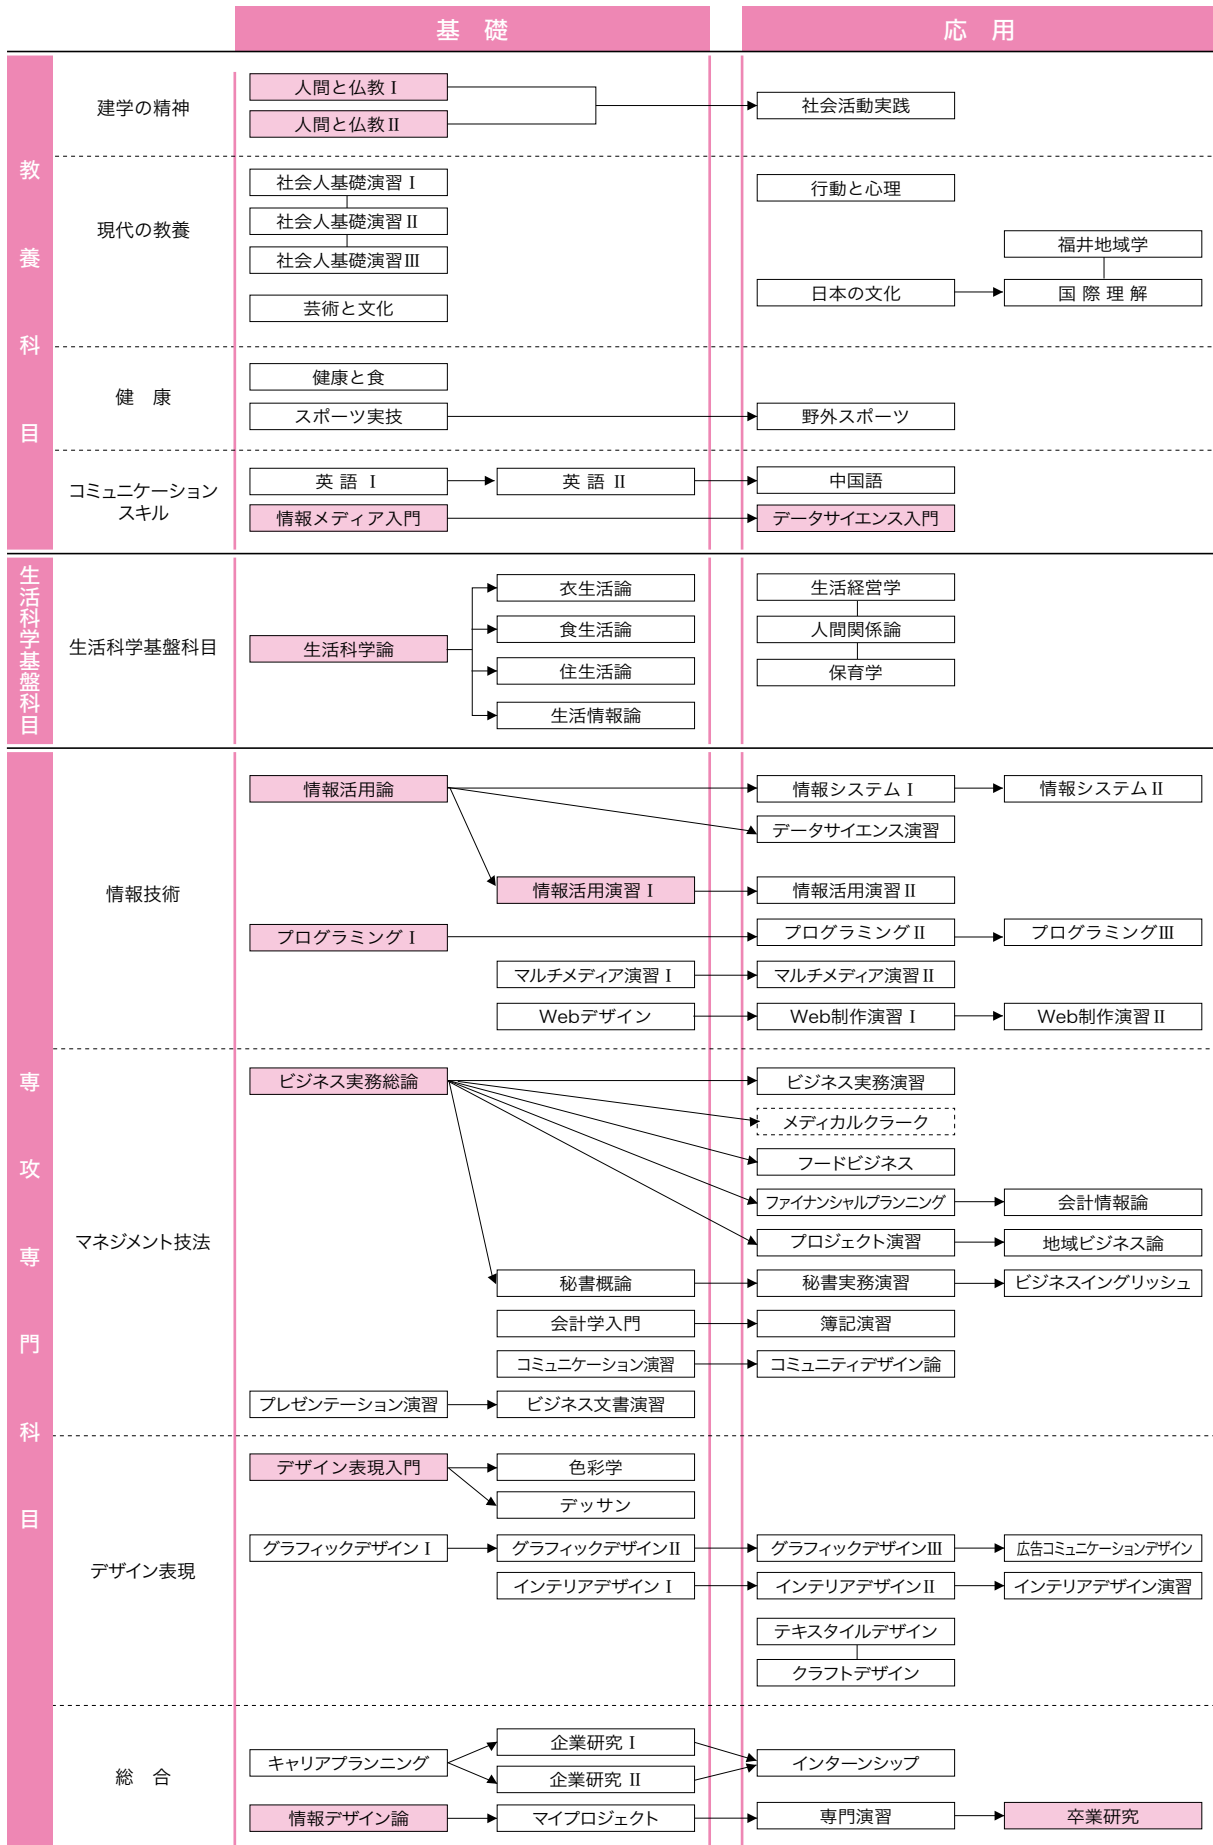 基 礎
応 用
教養科目
建学の精神
人間と仏教 I
人間と仏教 II
社会活動実践
現代の教養
社会人基礎演習 I
社会人基礎演習 II
社会人基礎演習III
芸術と文化
行動と心理
福井地域学
日本の文化
国 際 理 解
健 康
健康と食
スポーツ実技
野外スポーツ
コミュニケーション
スキル
英 語 I
英 語 II
中国語
情報メディア入門
データサイエンス入門
生活科学基盤科目
生活科学基盤科目
生活科学論
衣生活論
食生活論
住生活論
生活情報論
生活経営学
人間関係論
保育学
専攻専門科目
情報技術
情報活用論
情報システム I
情報システム II
データサイエンス演習
情報活用演習 I
情報活用演習 II
プログラミング I
プログラミング II
プログラミングIII
マルチメディア演習 I
マルチメディア演習 II
Webデザイン
Web制作演習 I
Web制作演習 II
マネジメント技法
ビジネス実務総論
ビジネス実務演習
メディカルクラーク
フードビジネス
ファイナンシャルプランニング
会計情報論
プロジェクト演習
地域ビジネス論
秘書概論
秘書実務演習
ビジネスイングリッシュ
会計学入門
簿記演習
コミュニケーション演習
コミュニティデザイン論
プレゼンテーション演習
ビジネス文書演習
デザイン表現
デザイン表現入門
色彩学
デッサン
グラフィックデザイン I
グラフィックデザインII
グラフィックデザインIII
広告コミュニケーションデザイン
インテリアデザイン I
インテリアデザイン II
インテリアデザイン演習
テキスタイルデザイン
クラフトデザイン
総 合
キャリアプランニング
企業研究 I
企業研究 II
インターンシップ
情報デザイン論
マイプロジェクト
専門演習
卒業研究